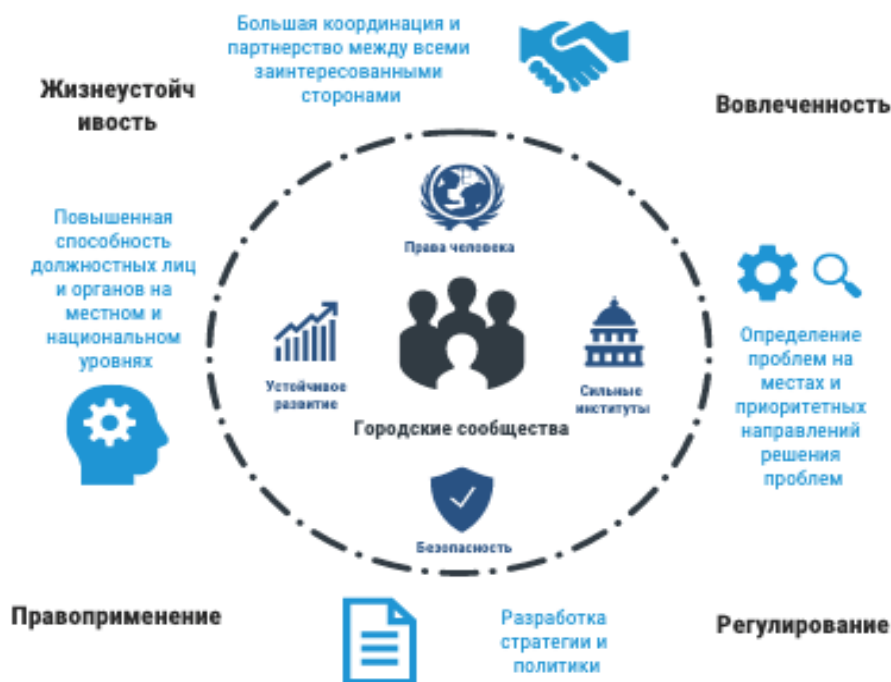 Большая координация и
партнерство между всеми
заинтересованными
сторонами
Жизнеустойч
ивость
Вовлеченность
Права человека
Повышенная
способность
должностных лиц
и органов на
местном и
национальном
уровнях
Устойчивое
развитие
Сильные
институты
Городские сообщества
Определение
проблем на
местах и
приоритетных
направлений
решения
проблем
Безопасность
Правоприменение
Разработка
стратегии и
политики
Регулирование